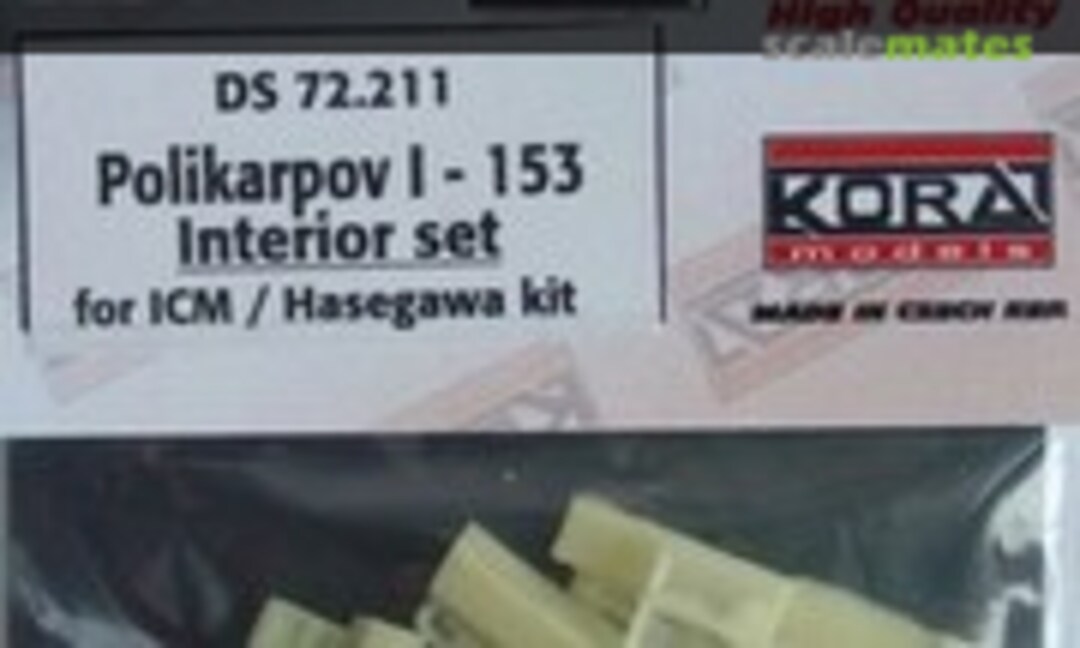 High Quality
scalemates
DS 72.211
Polikarpov I - 153
Interior set
for ICM / Hasegawa kit
KORA
models
MADE IN CZECH REP.